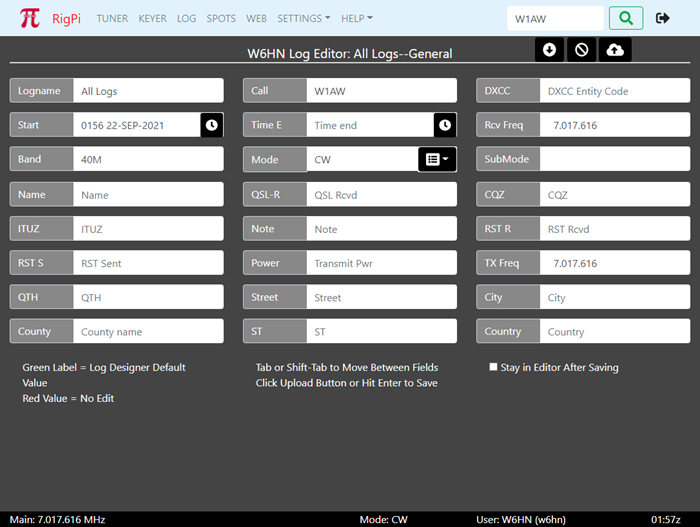 RigPi TUNER KEYER LOG SPOTS WEB SETTINGS HELP W1AW
W6HN Log Editor: All Logs--General
Logname All Logs Call W1AW DXCC DXCC Entity Code
Start 0156 22-SEP-2021 Time E Time end Rcv Freq 7.017.616
Band 40M Mode CW SubMode
Name Name QSL-R QSL Rcvd CQZ CQZ
ITUZ ITUZ Note Note RST R RST Rcvd
RST S RST Sent Power Transmit Pwr TX Freq 7.017.616
QTH QTH Street Street City City
County County name ST ST Country Country
Green Label = Log Designer Default Tab or Shift-Tab to Move Between Fields Stay in Editor After Saving
Value Click Upload Button or Hit Enter to Save
Red Value = No Edit
Main: 7.017.616 MHz Mode: CW User: W6HN (w6hn) 01:57z